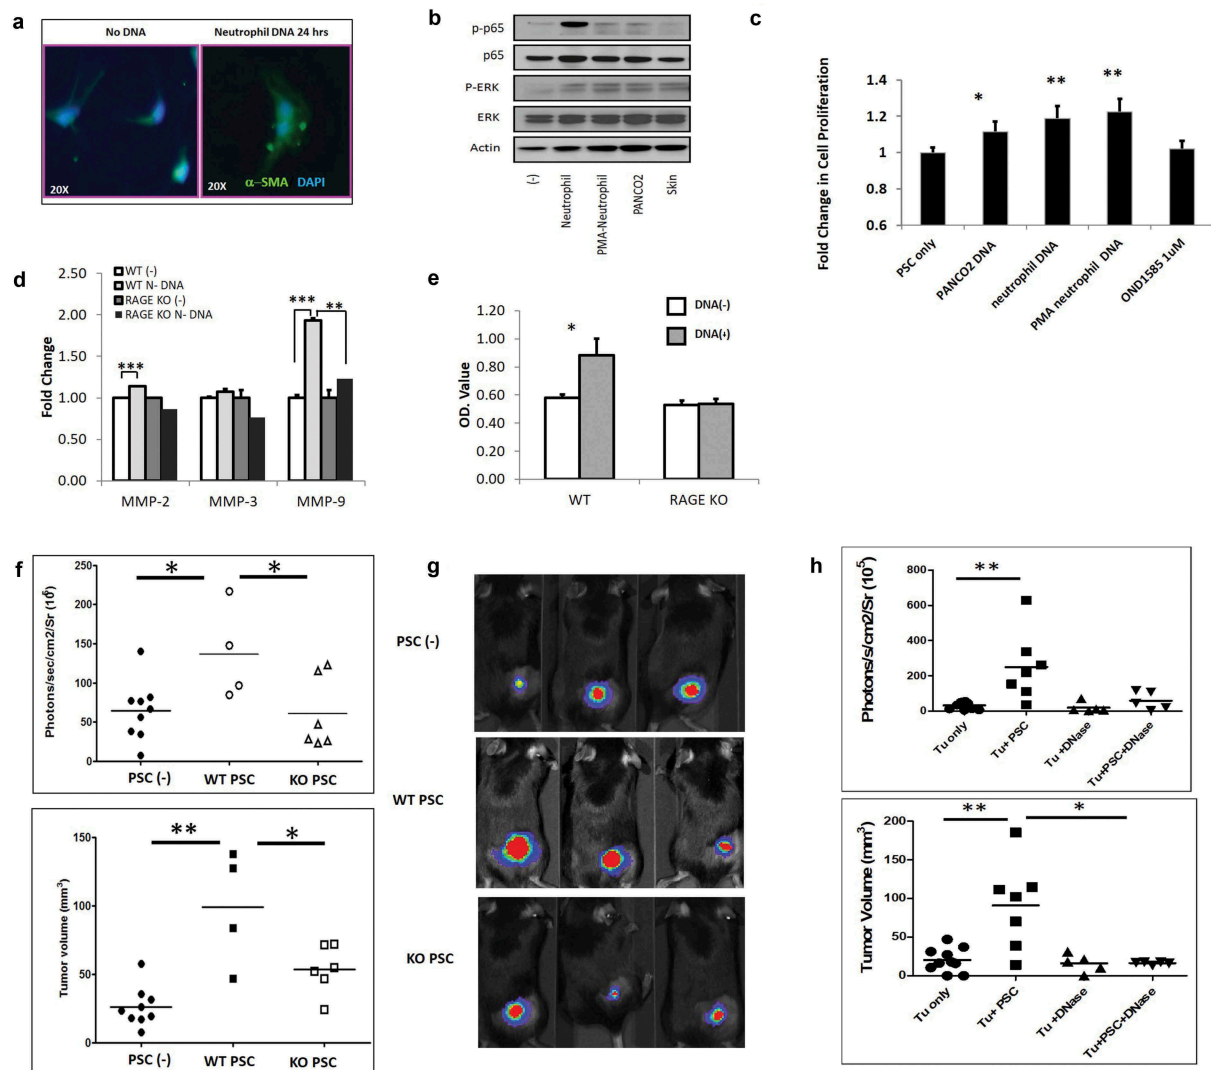 a
No DNA
Neutrophil DNA 24 hrs
20X
20X
α-SMA DAPI
b
p-p65
p65
P-ERK
ERK
Actin
(-)
Neutrophil
PMA-Neutrophil
PANCO2
Skin
c
Fold Change in Cell Proliferation
1.4
1.2
1
0.8
0.6
*
**
**
PSC only
PANCO2 DNA
neutrophil DNA
PMA neutrophil DNA
OND1585 1uM
d
Fold Change
2.50
2.00
1.50
1.00
0.50
0.00
WT (-)
WT N- DNA
RAGE KO (-)
RAGE KO N- DNA
***
***
**
MMP-2
MMP-3
MMP-9
e
OD. Value
1.20
1.00
0.80
0.60
0.40
0.20
0.00
DNA(-)
DNA(+)
*
WT
RAGE KO
f
Photons/sec/cm2/Sr (10⁶)
250
200
150
100
50
0
*
*
PSC (-)
WT PSC
KO PSC
Tumor volume (mm³)
150
100
50
0
**
*
PSC (-)
WT PSC
KO PSC
g
PSC (-)
WT PSC
KO PSC
h
Photons/s/cm2/Sr (10⁵)
800
600
400
200
0
**
Tu only
Tu+ PSC
Tu +DNase
Tu+PSC+DNase
Tumor Volume (mm³)
200
150
100
50
0
**
*
Tu only
Tu+ PSC
Tu +DNase
Tu+PSC+DNase